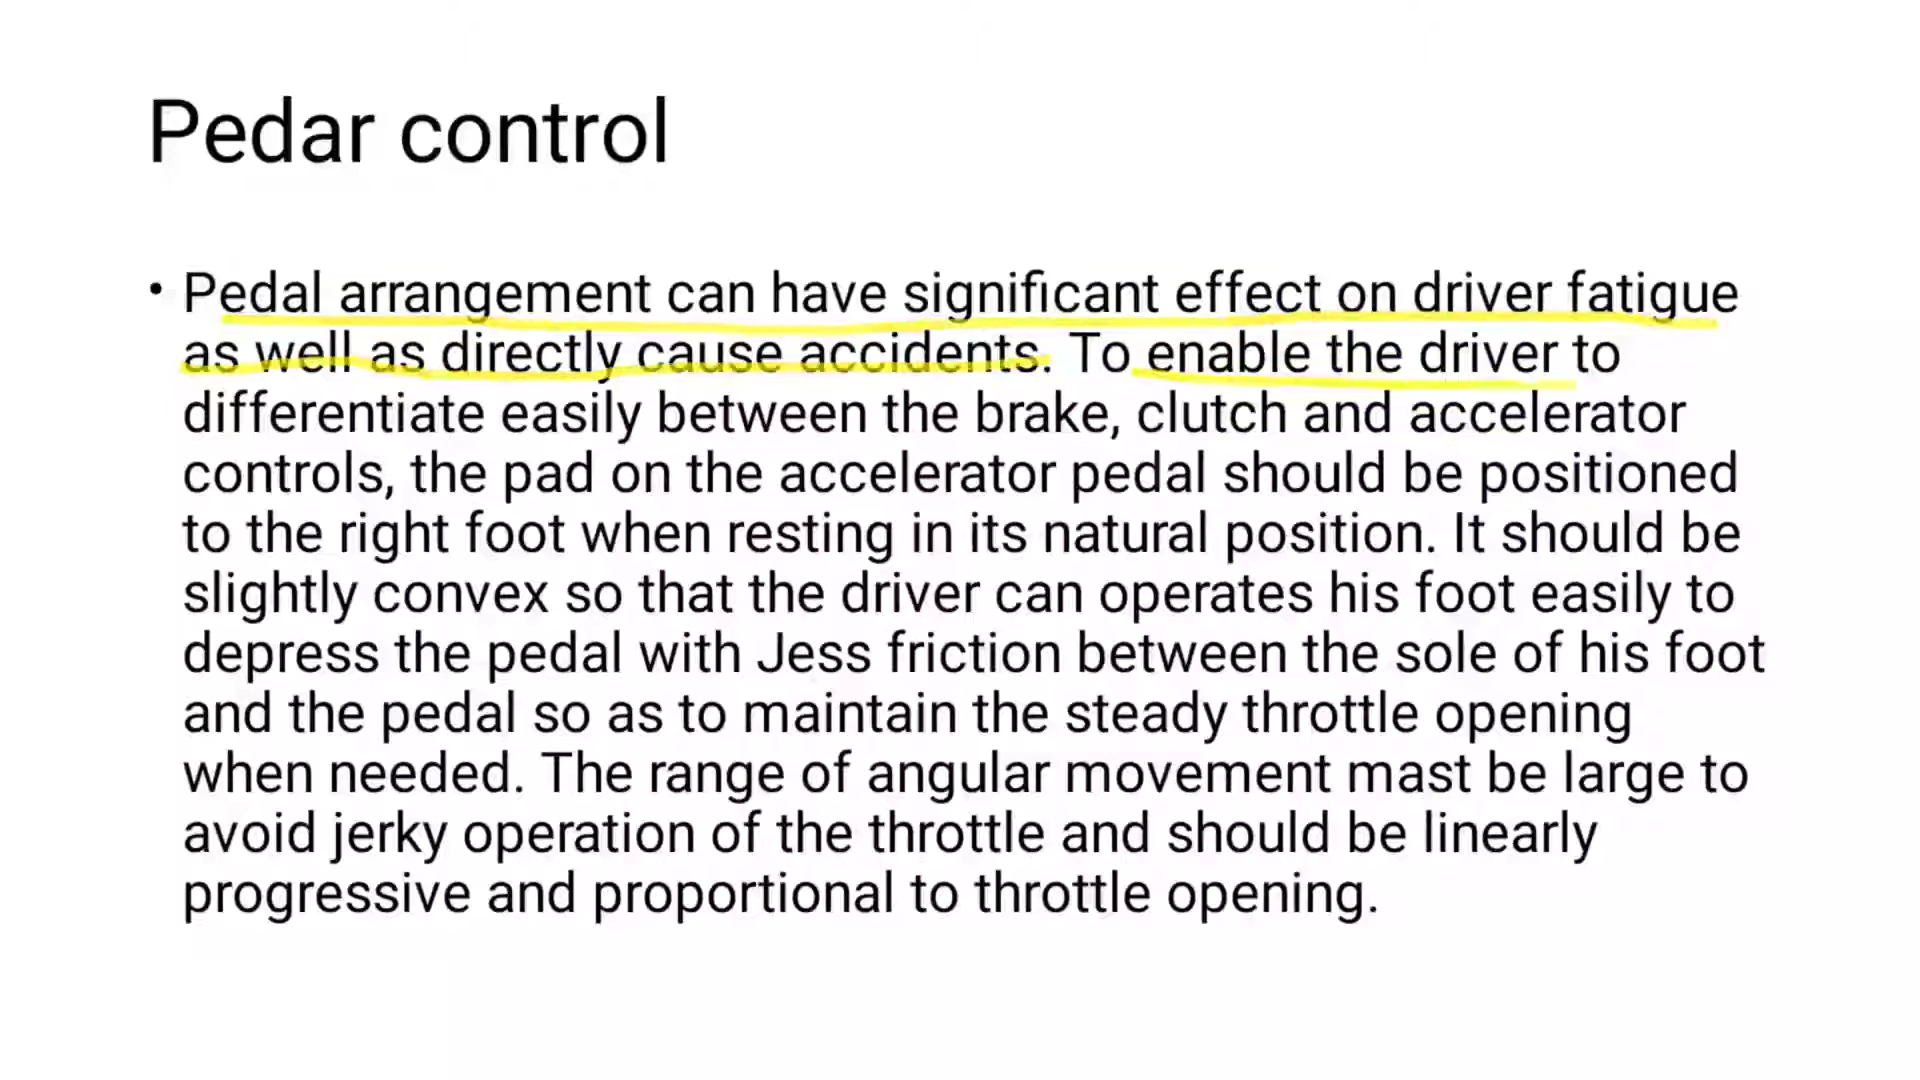 Pedar control
• Pedal arrangement can have significant effect on driver fatigue
as well as directly cause accidents. To enable the driver to
differentiate easily between the brake, clutch and accelerator
controls, the pad on the accelerator pedal should be positioned
to the right foot when resting in its natural position. It should be
slightly convex so that the driver can operates his foot easily to
depress the pedal with Jess friction between the sole of his foot
and the pedal so as to maintain the steady throttle opening
when needed. The range of angular movement mast be large to
avoid jerky operation of the throttle and should be linearly
progressive and proportional to throttle opening.